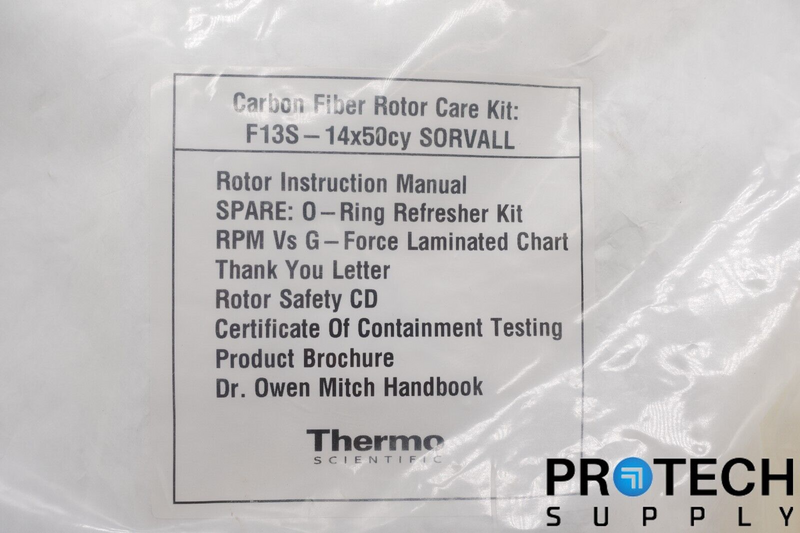 Carbon Fiber Rotor Care Kit:
F13S – 14x50cy SORVALL
Rotor Instruction Manual
SPARE: O – Ring Refresher Kit
RPM Vs G – Force Laminated Chart
Thank You Letter
Rotor Safety CD
Certificate Of Containment Testing
Product Brochure
Dr. Owen Mitch Handbook
Thermo
SCIENTIFIC
PROTECH
SUPPLY